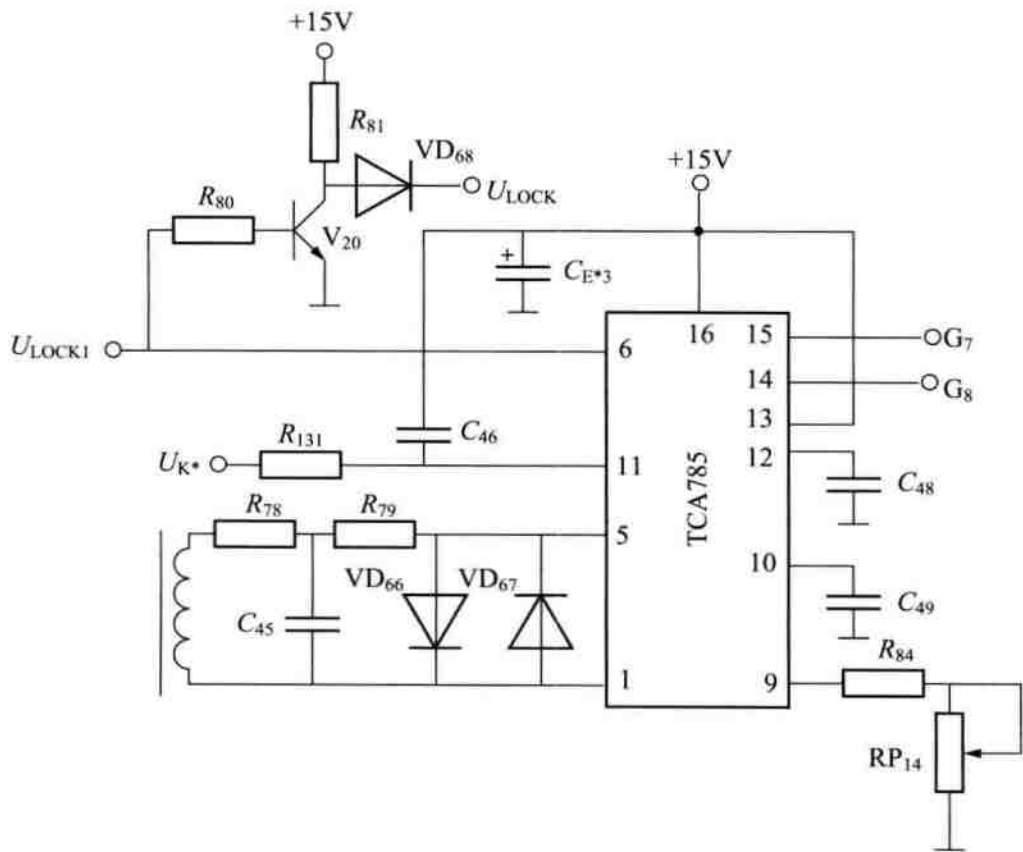 +15V
R81
VD68
ULOCK
+15V
R80
V20
+
CE*3
ULOCK1
6
16
15
G7
14
G8
13
C46
R131
UK*
11
12
C48
TCA785
R78
R79
5
VD66
VD67
10
C45
C49
R84
1
9
RP14